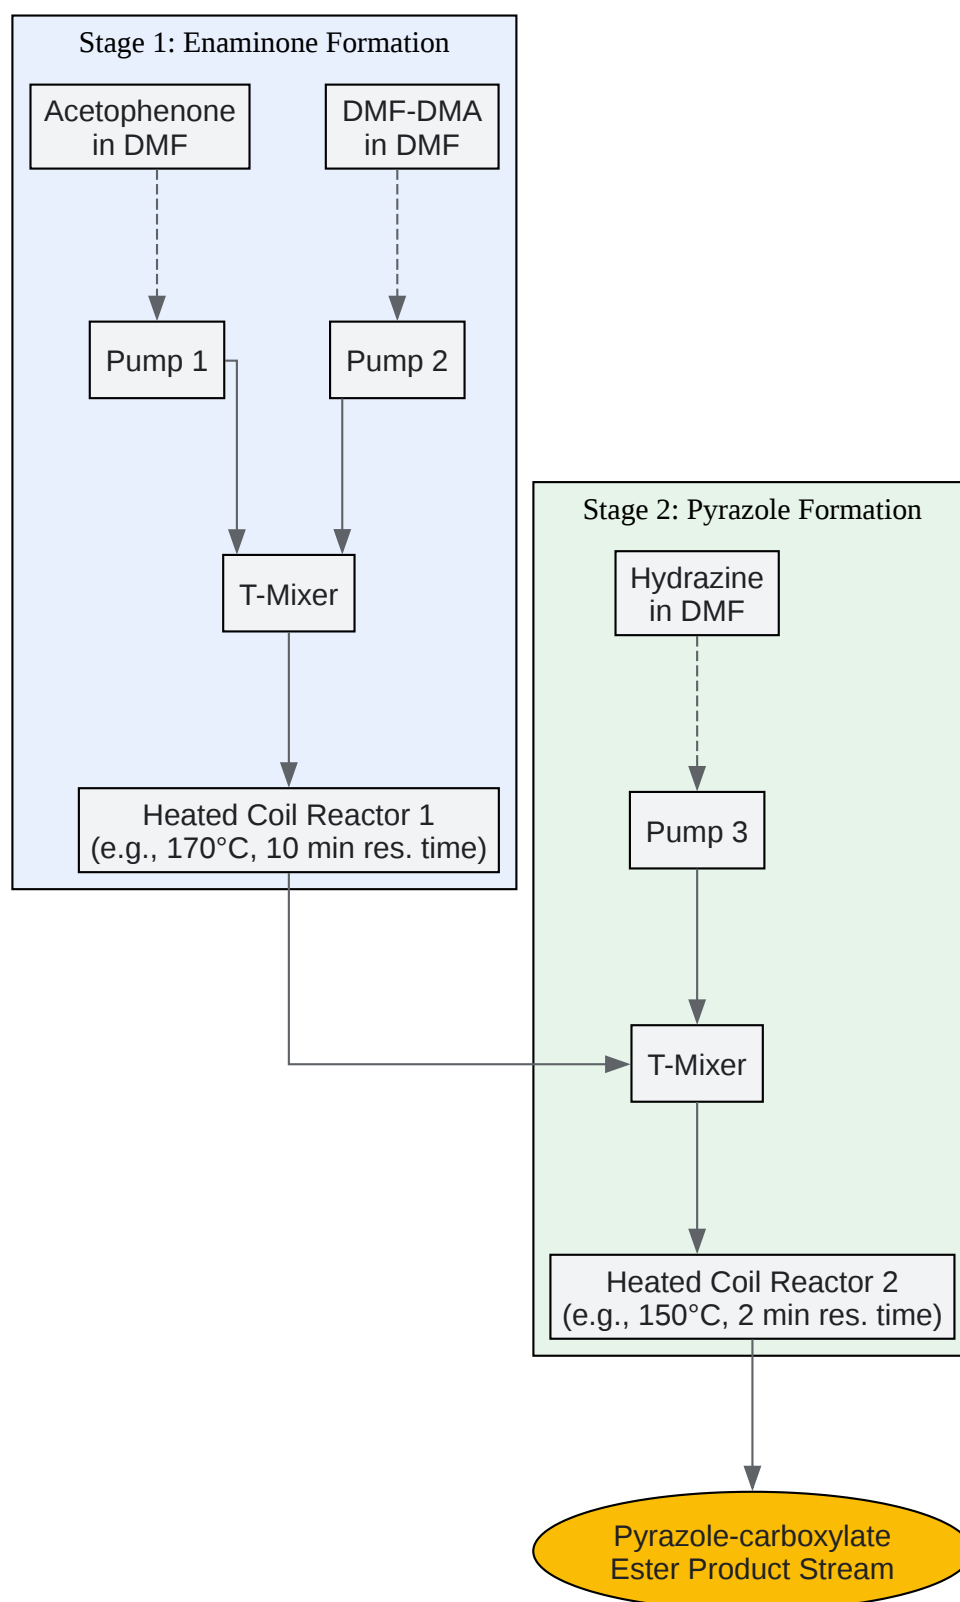 Stage 1: Enaminone Formation
Acetophenone
in DMF
DMF-DMA
in DMF
Pump 1
Pump 2
T-Mixer
Heated Coil Reactor 1
(e.g., 170°C, 10 min res. time)
Stage 2: Pyrazole Formation
Hydrazine
in DMF
Pump 3
T-Mixer
Heated Coil Reactor 2
(e.g., 150°C, 2 min res. time)
Pyrazole-carboxylate
Ester Product Stream